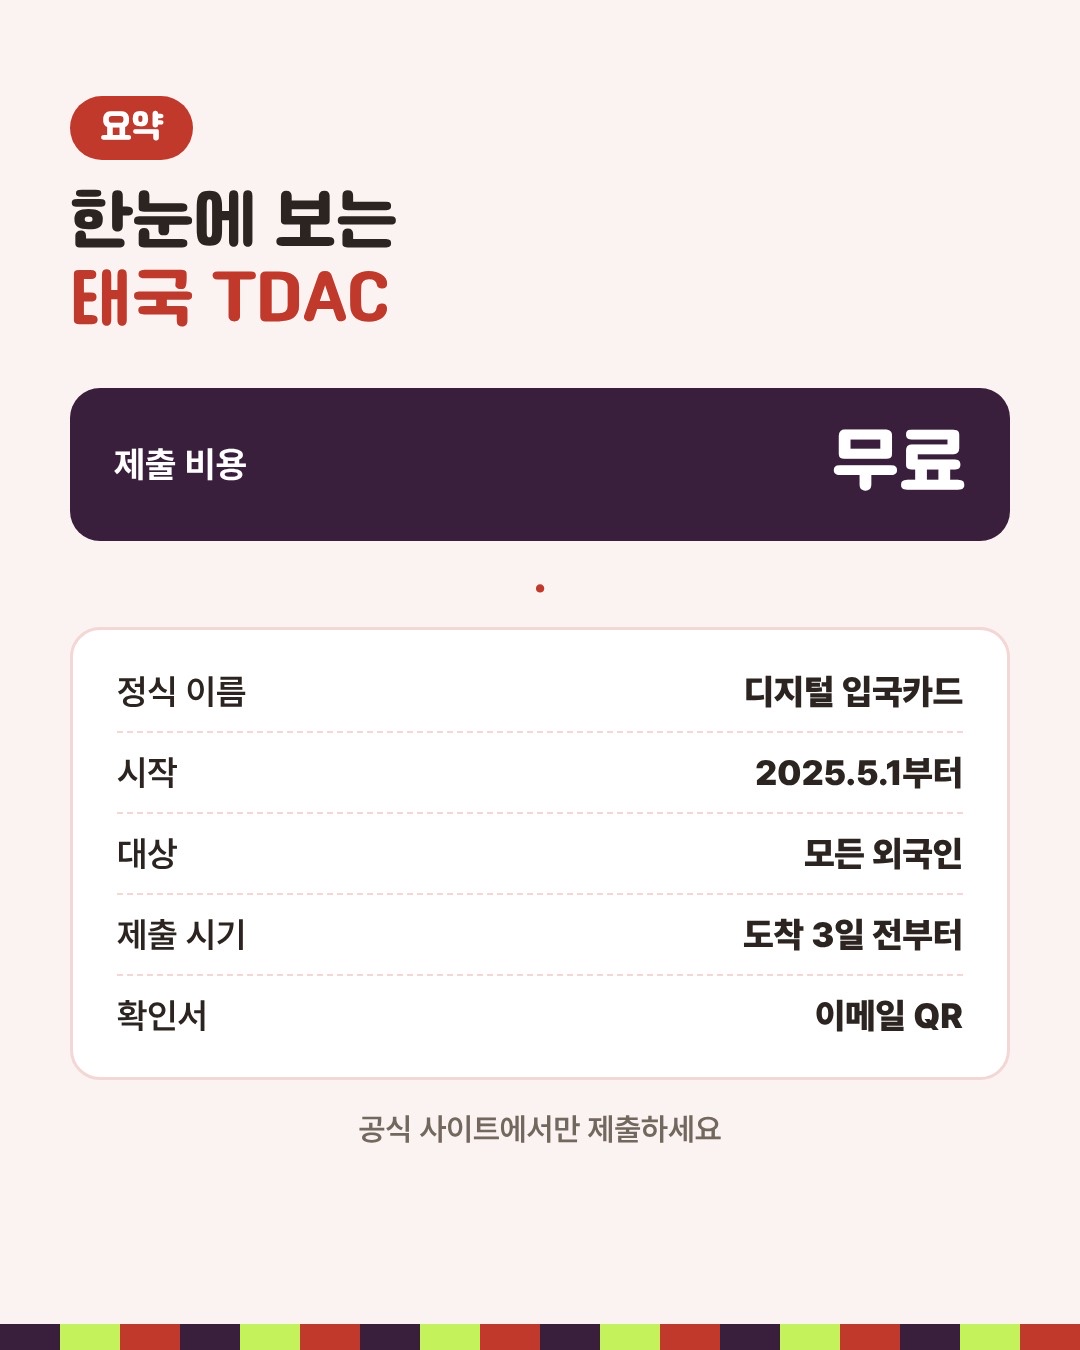 요약
한눈에 보는
태국 TDAC
제출 비용 무료
정식 이름 디지털 입국카드
시작 2025.5.1부터
대상 모든 외국인
제출 시기 도착 3일 전부터
확인서 이메일 QR
공식 사이트에서만 제출하세요